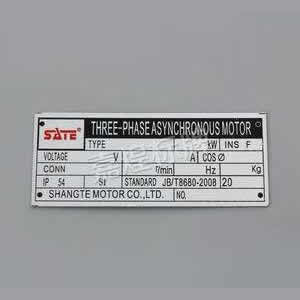 SATE® THREE-PHASE ASYNCHRONOUS MOTOR
TYPE kW INS F
VOLTAGE V A COS Ø
CONN r/min Hz Kg
IP 54 S1 STANDARD JB/T8680-2008 20
SHANGTE MOTOR CO.,LTD. NO.